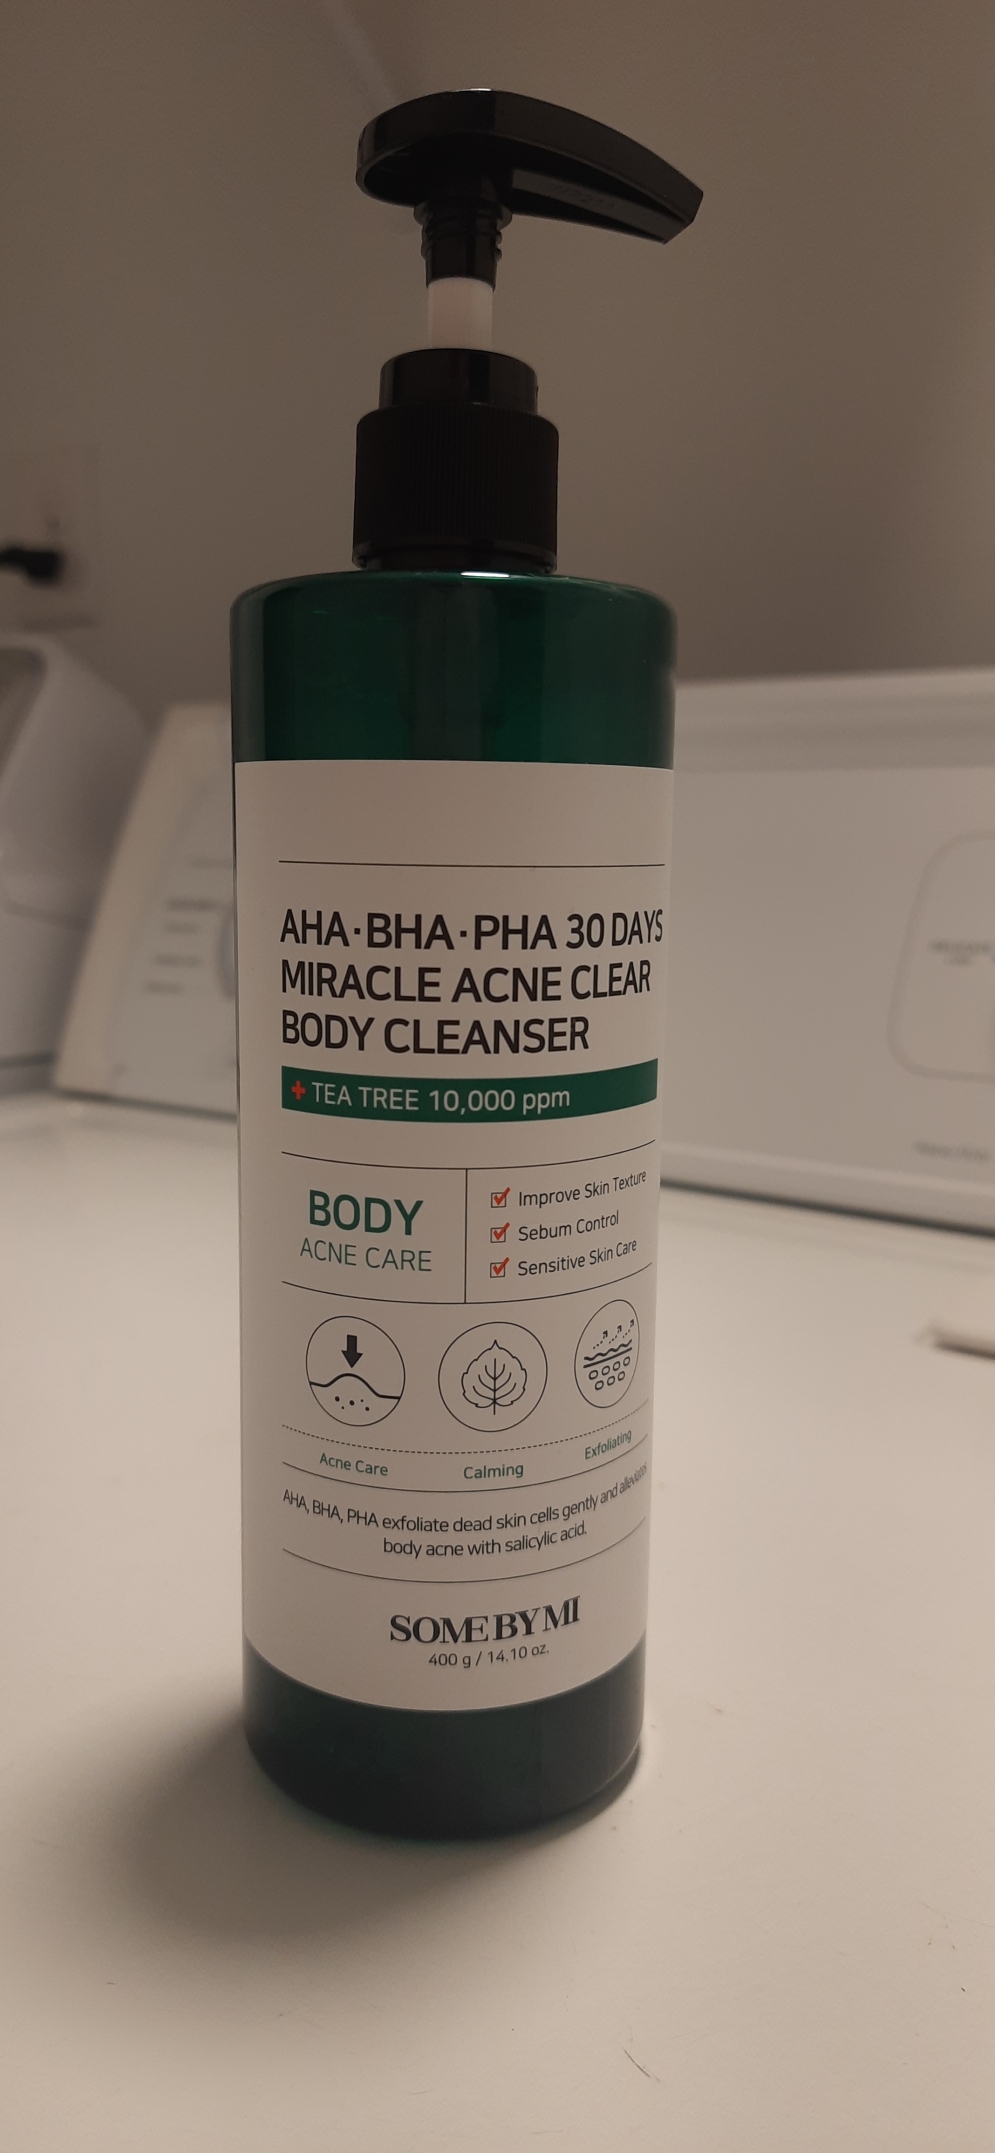 AHA·BHA·PHA 30 DAYS
MIRACLE ACNE CLEAR
BODY CLEANSER
+ TEA TREE 10,000 ppm
BODY
ACNE CARE
Improve Skin Texture
Sebum Control
Sensitive Skin Care
Acne Care
Calming
Exfoliating
AHA, BHA, PHA exfoliate dead skin cells gently and alleviates
body acne with salicylic acid.
SOME BY MI
400 g / 14.10 oz.